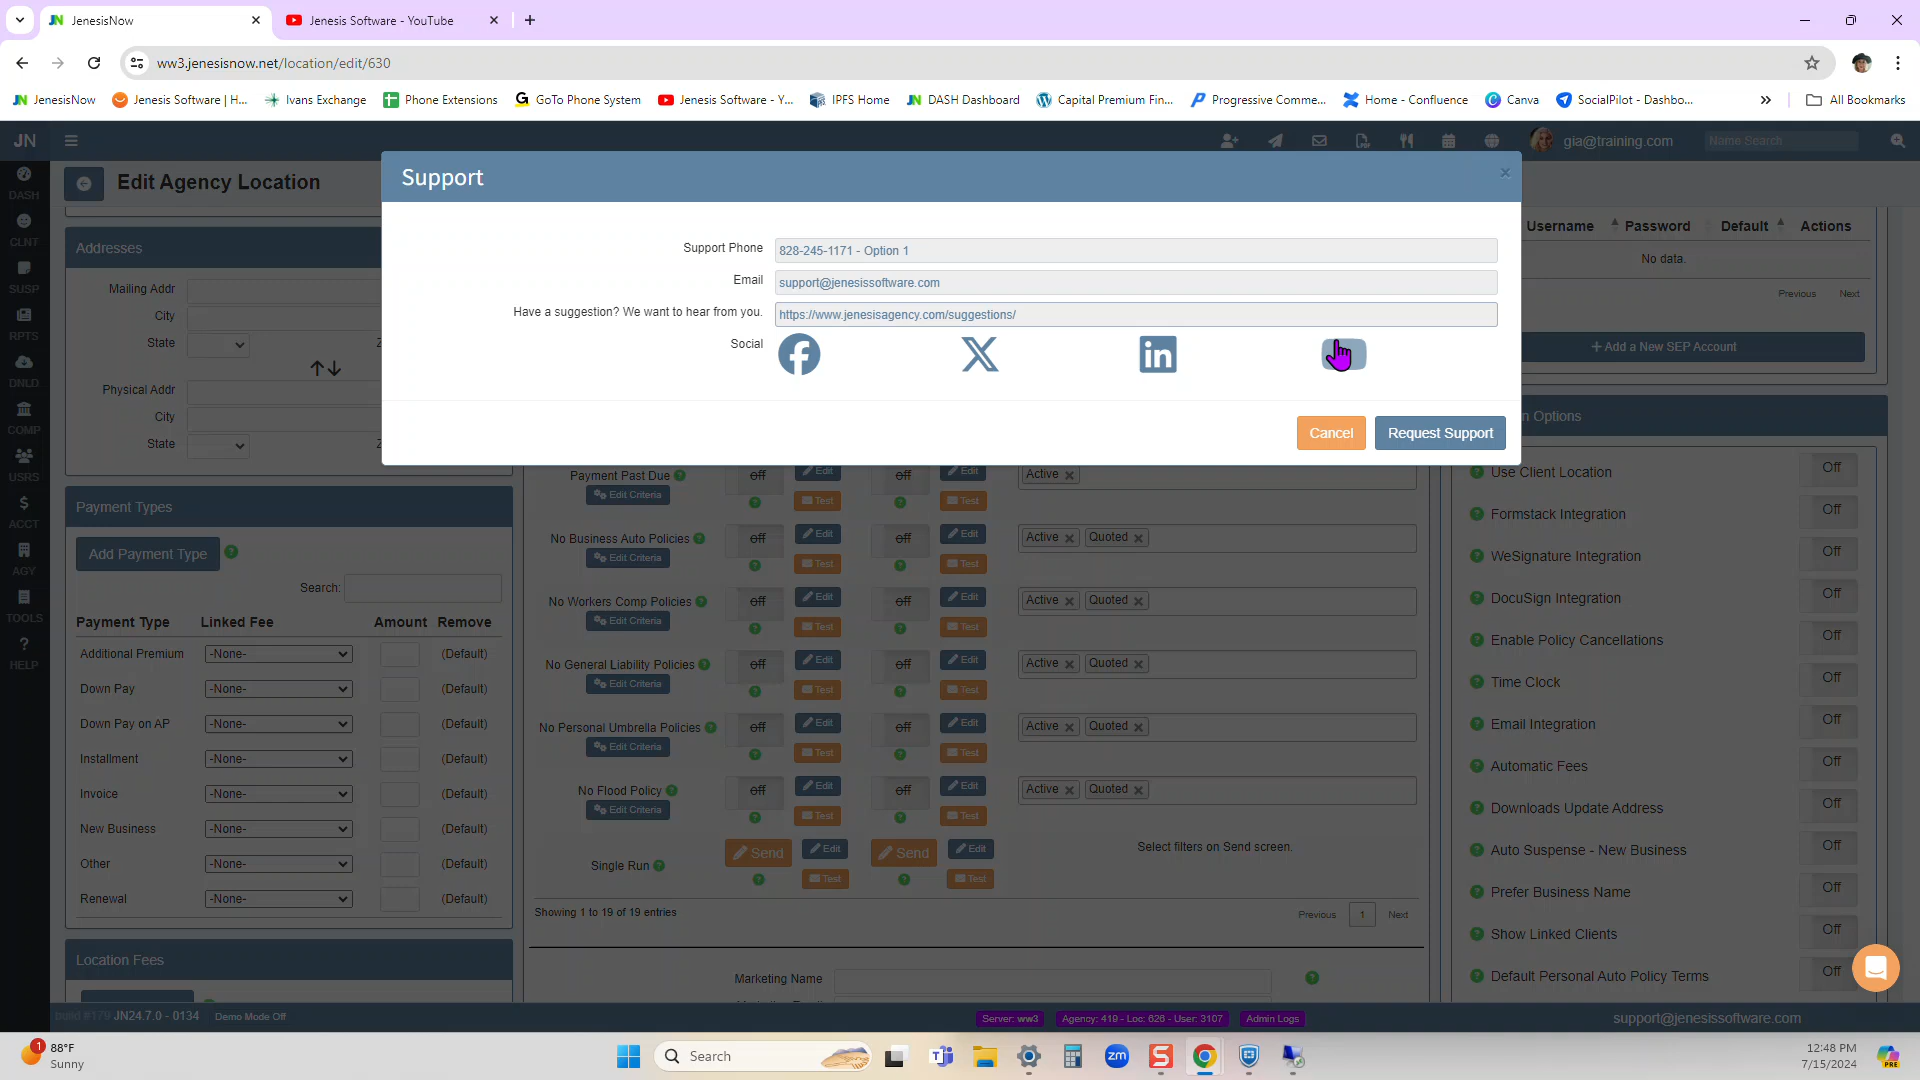 JenesisNow
Jenesis Software - YouTube
ww3.jenesisnow.net/location/edit/630
JenesisNow
Jenesis Software | H...
Ivans Exchange
Phone Extensions
GoTo Phone System
Jenesis Software - Y...
IPFS Home
DASH Dashboard
Capital Premium Fin...
Progressive Comme...
Home - Confluence
Canva
SocialPilot - Dashbo...
All Bookmarks
JN
gia@training.com
Name Search
Support
Edit Agency Location
DASH
CLNT
SUSP
RPTS
DNLD
COMP
USRS
ACCT
AGY
TOOLS
HELP
Support Phone 828-245-1171 - Option 1
Email support@jenesissoftware.com
Have a suggestion? We want to hear from you. https://www.jenesisagency.com/suggestions/
Social
Cancel Request Support
Username Password Default Actions
No data.
Previous Next
+ Add a New SEP Account
Addresses
Mailing Addr
City
State
Physical Addr
City
State
Payment Types
Add Payment Type
Search:
Payment Type Linked Fee Amount Remove
Additional Premium -None- (Default)
Down Pay -None- (Default)
Down Pay on AP -None- (Default)
Installment -None- (Default)
Invoice -None- (Default)
New Business -None- (Default)
Other -None- (Default)
Renewal -None- (Default)
Location Fees
Payment Past Due off Edit off Edit Active
Edit Criteria Test Test
No Business Auto Policies off Edit off Edit Active Quoted
Edit Criteria Test Test
No Workers Comp Policies off Edit off Edit Active Quoted
Edit Criteria Test Test
No General Liability Policies off Edit off Edit Active Quoted
Edit Criteria Test Test
No Personal Umbrella Policies off Edit off Edit Active Quoted
Edit Criteria Test Test
No Flood Policy off Edit off Edit Active Quoted
Edit Criteria Test Test
Single Run Send Edit Send Edit Select filters on Send screen.
Test Test
Showing 1 to 19 of 19 entries
Previous 1 Next
Marketing Name
n Options
Use Client Location Off
Formstack Integration Off
WeSignature Integration Off
DocuSign Integration Off
Enable Policy Cancellations Off
Time Clock Off
Email Integration Off
Automatic Fees Off
Downloads Update Address Off
Auto Suspense - New Business Off
Prefer Business Name Off
Show Linked Clients Off
Default Personal Auto Policy Terms Off
build #179 JN24.7.0 - 0134 Demo Mode Off
Server: ww3 Agency: 419 - Loc: 626 - User: 3107 Admin Logs
support@jenesissoftware.com
1
88°F
Sunny
Search
zm
12:48 PM
7/15/2024
PRE